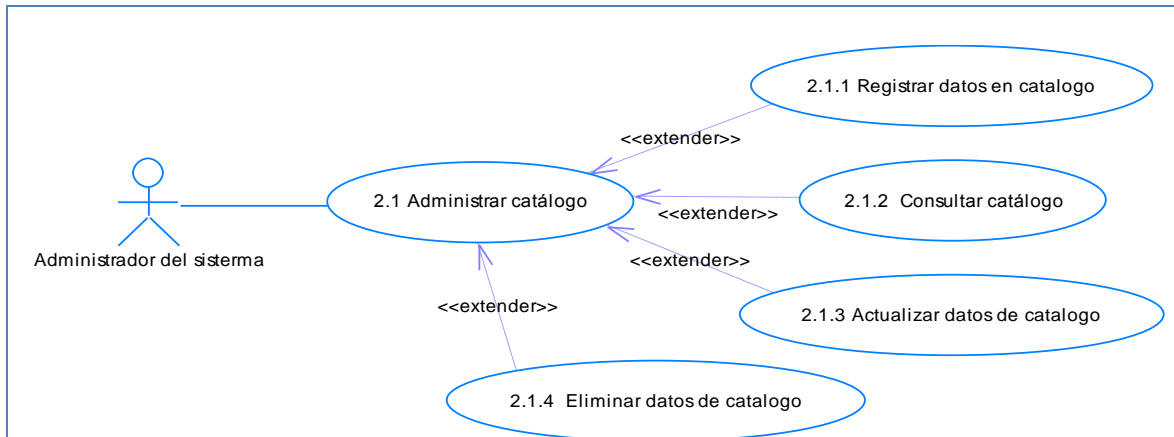 2.1.1 Registrar datos en catalogo
<<extender>>
2.1 Administrar catálogo
2.1.2 Consultar catálogo
<<extender>>
Administrador del sisterma
<<extender>>
<<extender>>
2.1.3 Actualizar datos de catalogo
2.1.4 Eliminar datos de catalogo